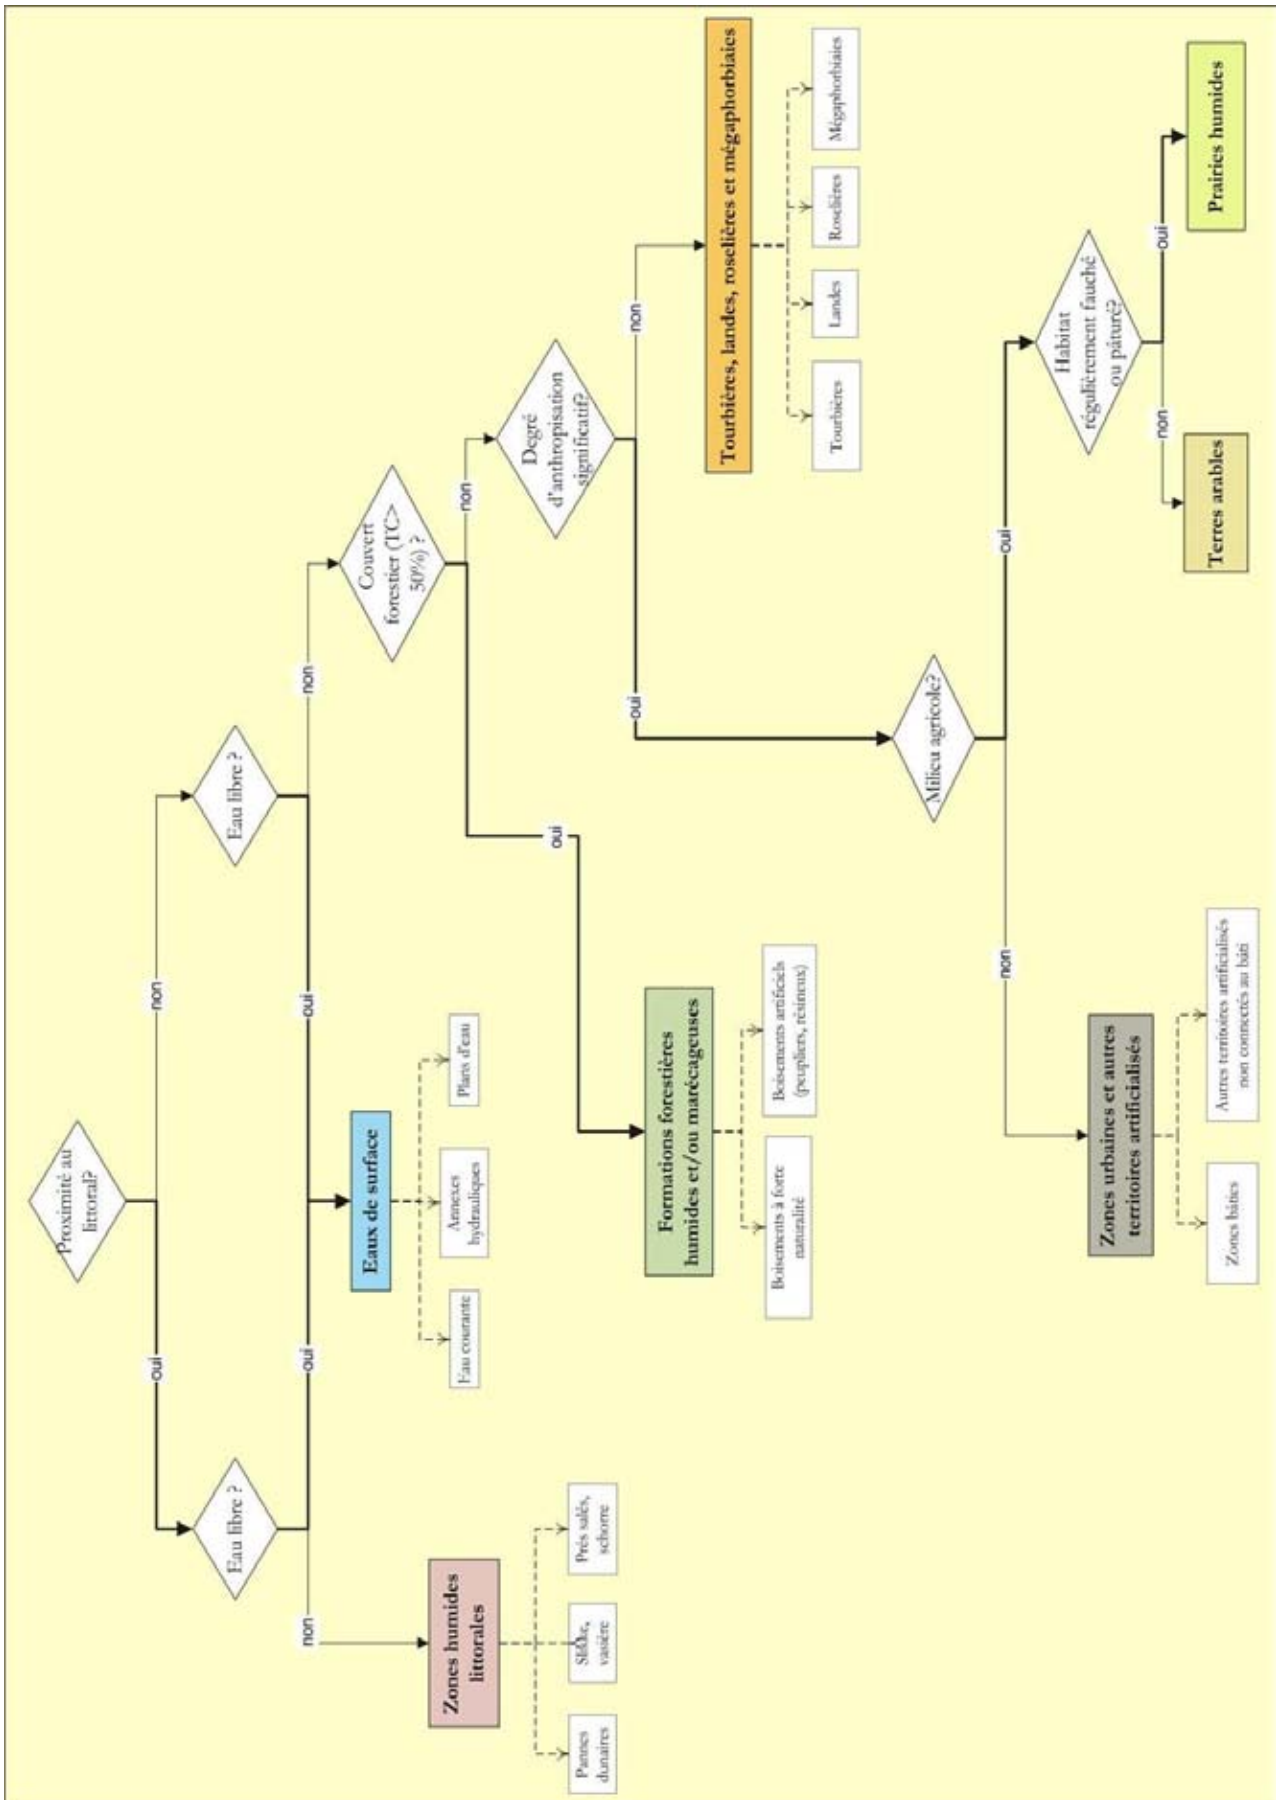 Proximité au
littoral?
oui
non
Eau libre ?
Eau libre ?
non
oui
oui
non
Zones humides
littorales
Pannes
dunaires
Slikke,
vasière
Prés salés,
schorre
Eaux de surface
Eau courante
Annexes
hydrauliques
Plans d'eau
Couvert
forestier (TC>
50%) ?
oui
non
Formations forestières
humides et/ou marécageuses
Boisements à forte
naturalité
Boisements artificiels
(peupliers, résineux)
Degré
d'anthropisation
significatif?
oui
non
Tourbières, landes, roselières et mégaphorbiaies
Tourbières
Landes
Roselières
Mégaphorbiaies
Milieu agricole?
non
oui
Zones urbaines et autres
territoires artificialisés
Zones bâties
Autres territoires artificialisés
non connectés au bâti
Habitat
régulièrement fauché
ou pâturé?
non
oui
Terres arables
Prairies humides